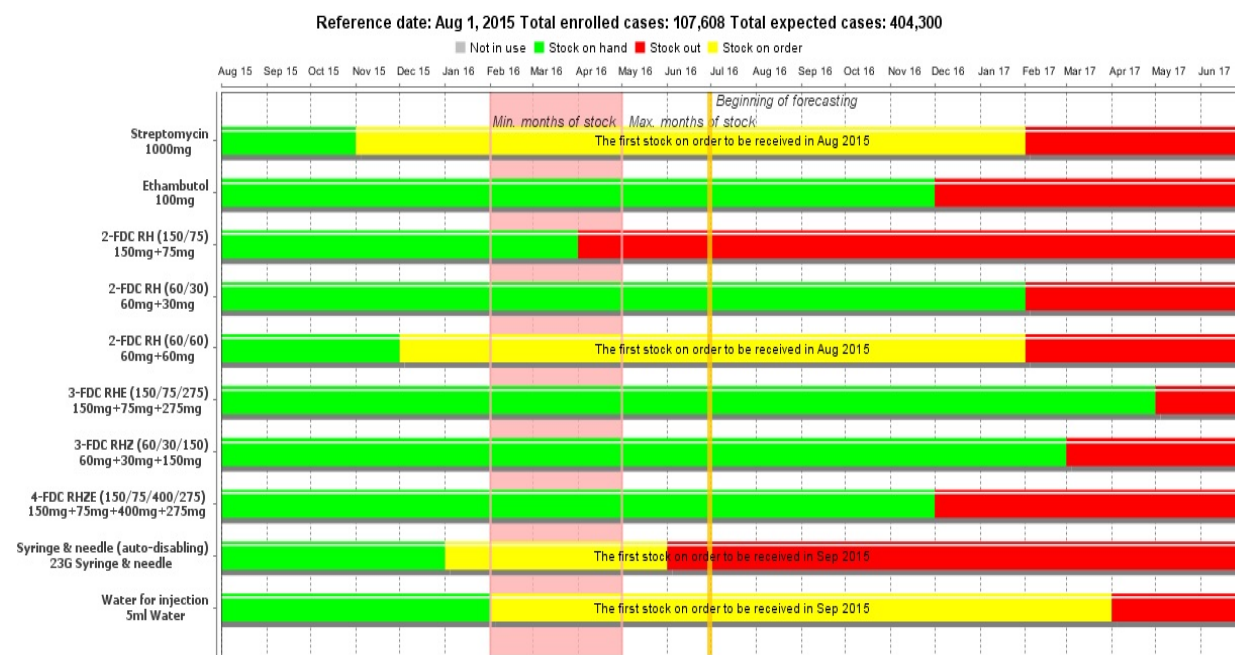 Reference date: Aug 1, 2015 Total enrolled cases: 107,608 Total expected cases: 404,300
Not in use Stock on hand Stock out Stock on order
Aug 15 Sep 15 Oct 15 Nov 15 Dec 15 Jan 16 Feb 16 Mar 16 Apr 16 May 16 Jun 16 Jul 16 Aug 16 Sep 16 Oct 16 Nov 16 Dec 16 Jan 17 Feb 17 Mar 17 Apr 17 May 17 Jun 17
Beginning of forecasting
Min. months of stock Max. months of stock
Streptomycin
1000mg
The first stock on order to be received in Aug 2015
Ethambutol
100mg
2-FDC RH (150/75)
150mg+75mg
2-FDC RH (60/30)
60mg+30mg
2-FDC RH (60/60)
60mg+60mg
The first stock on order to be received in Aug 2015
3-FDC RHE (150/75/275)
150mg+75mg+275mg
3-FDC RHZ (60/30/150)
60mg+30mg+150mg
4-FDC RHZE (150/75/400/275)
150mg+75mg+400mg+275mg
Syringe & needle (auto-disabling)
23G Syringe & needle
The first stock on order to be received in Sep 2015
Water for injection
5ml Water
The first stock on order to be received in Sep 2015